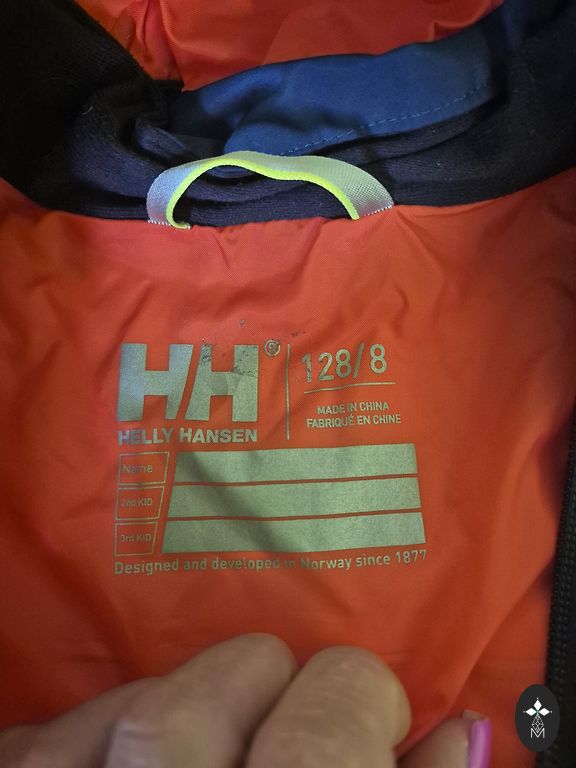 HH® 128/8
MADE IN CHINA
FABRIQUÉ EN CHINE
HELLY HANSEN
Name
2nd KID
3rd KID
Designed and developed in Norway since 1877
M